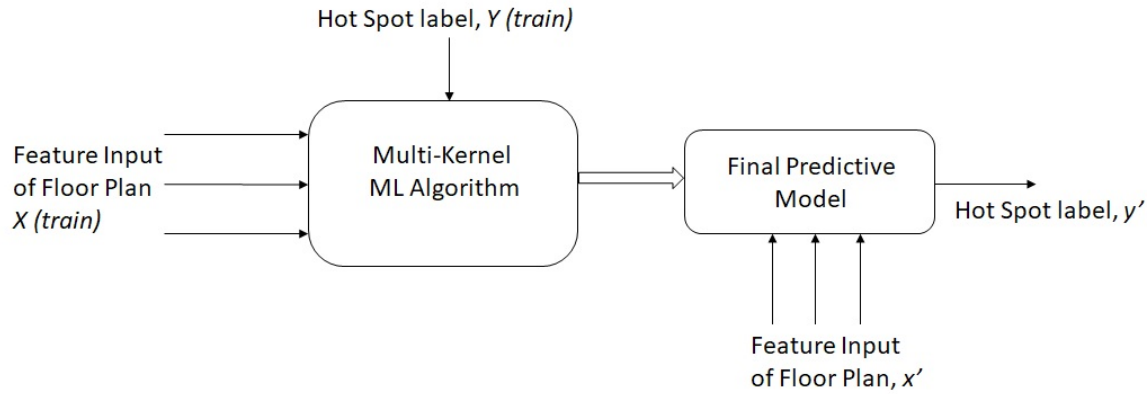 Hot Spot label, Y (train)
Feature Input
of Floor Plan
X (train)
Multi-Kernel
ML Algorithm
Final Predictive
Model
Hot Spot label, y’
Feature Input
of Floor Plan, x’